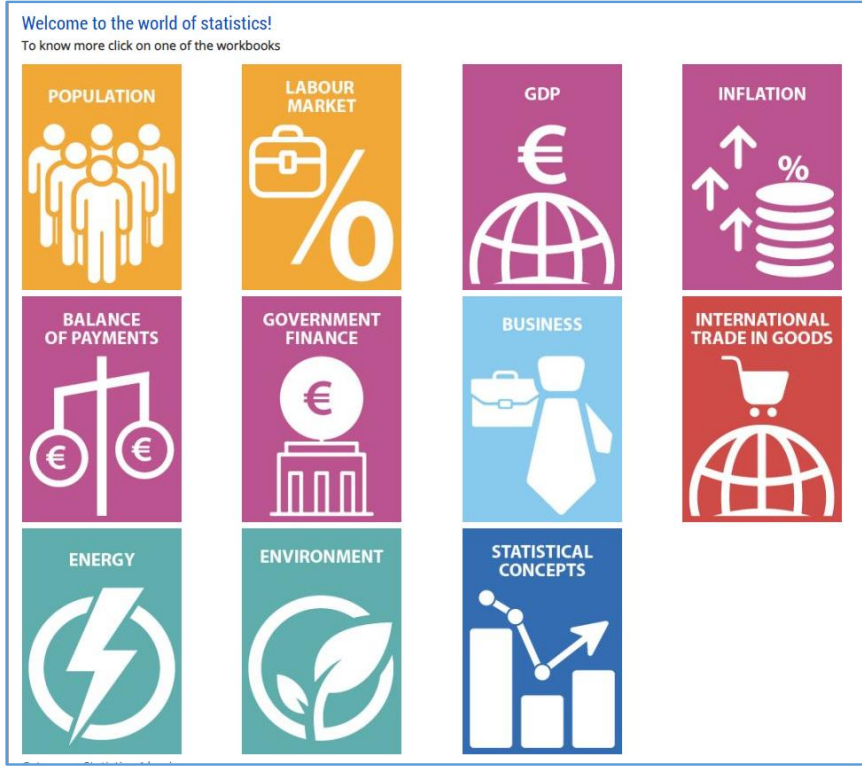 Welcome to the world of statistics!
To know more click on one of the workbooks
POPULATION
LABOUR
MARKET
%
GDP
€
INFLATION
%
BALANCE
OF PAYMENTS
€ €
GOVERNMENT
FINANCE
€
BUSINESS
INTERNATIONAL
TRADE IN GOODS
ENERGY
ENVIRONMENT
STATISTICAL
CONCEPTS